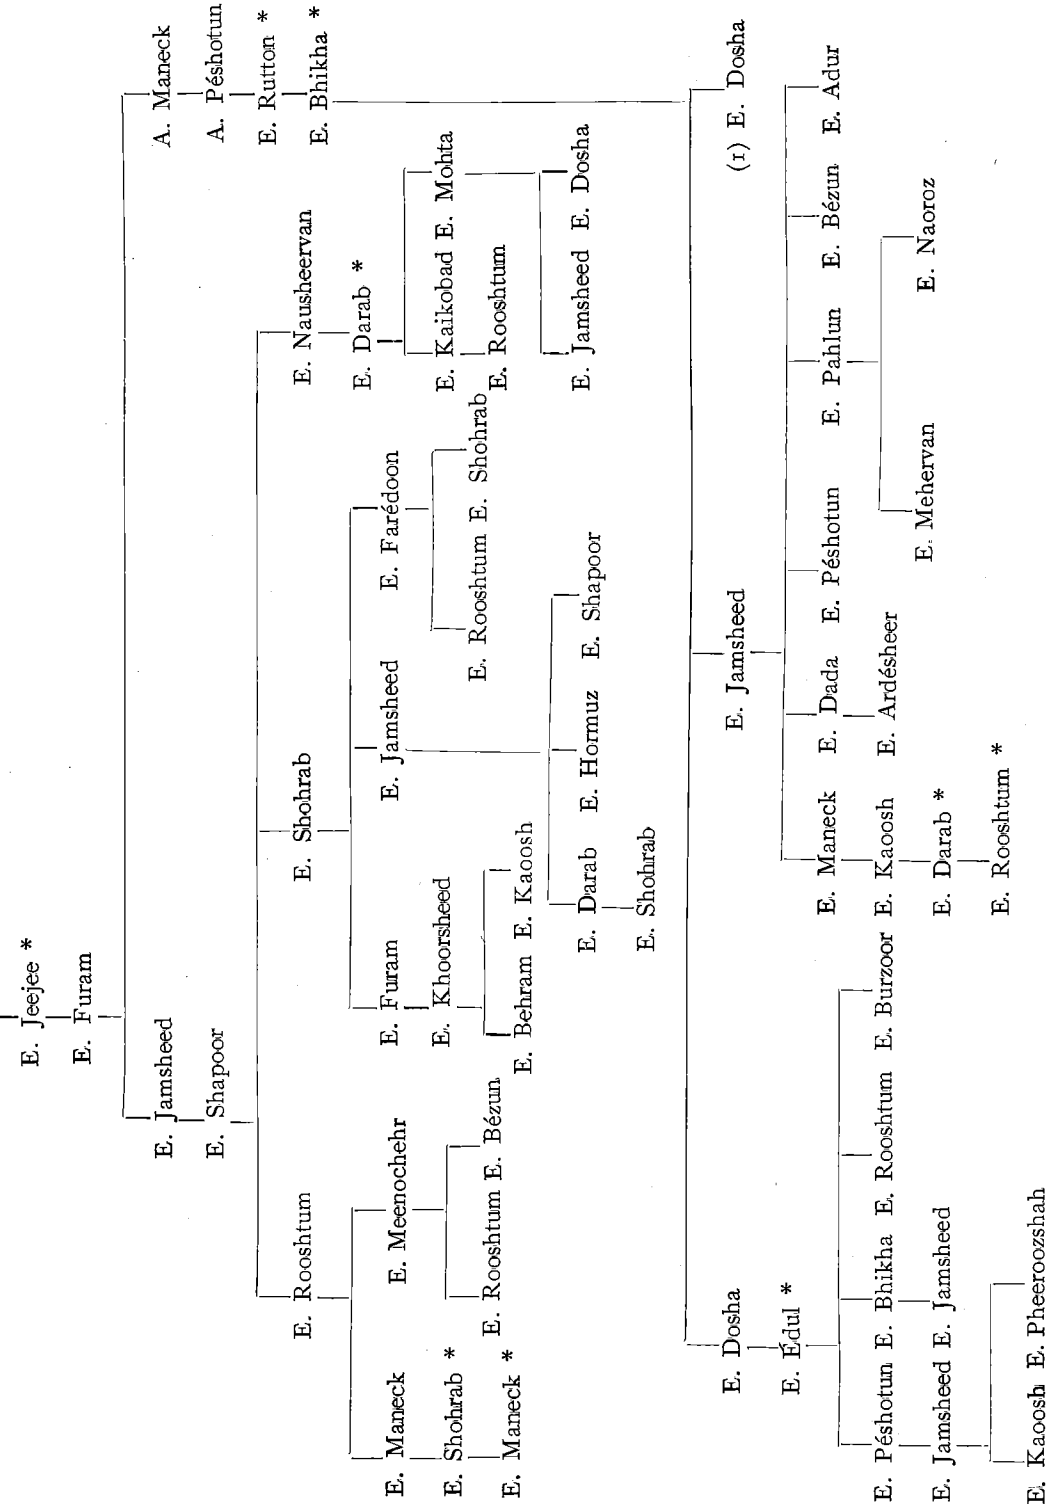 E. Jeejee *
E. Furam
E. Jamsheed A. Maneck
E. Shapoor A. Péshotun
E. Rutton *
E. Rooshtum E. Shohrab E. Nausheervan E. Bhikha *
E. Darab *
E. Maneck E. Meenochehr E. Furam E. Jamsheed E. Farédoon
E. Shohrab * E. Khoorsheed E. Kaïkobad E. Mohta
E. Rooshtum E. Shohrab
E. Rooshtum E. Bézun E. Rooshtum
E. Maneck *
E. Behram E. Kaoosh
E. Jamsheed E. Dosha
E. Darab E. Hormuz E. Shapoor
E. Shohrab
E. Dosha E. Jamsheed (1) E. Dosha
E. Édul *
E. Maneck E. Dada E. Péshotun E. Pahlun E. Bézun E. Adur
E. Péshotun E. Bhikha E. Rooshtum E. Burzoor E. Kaoosh E. Ardésheer
E. Mehervan E. Naoroz
E. Jamsheed E. Jamsheed E. Darab *
E. Rooshtum *
E. Kaoosh E. Pheeroozshah